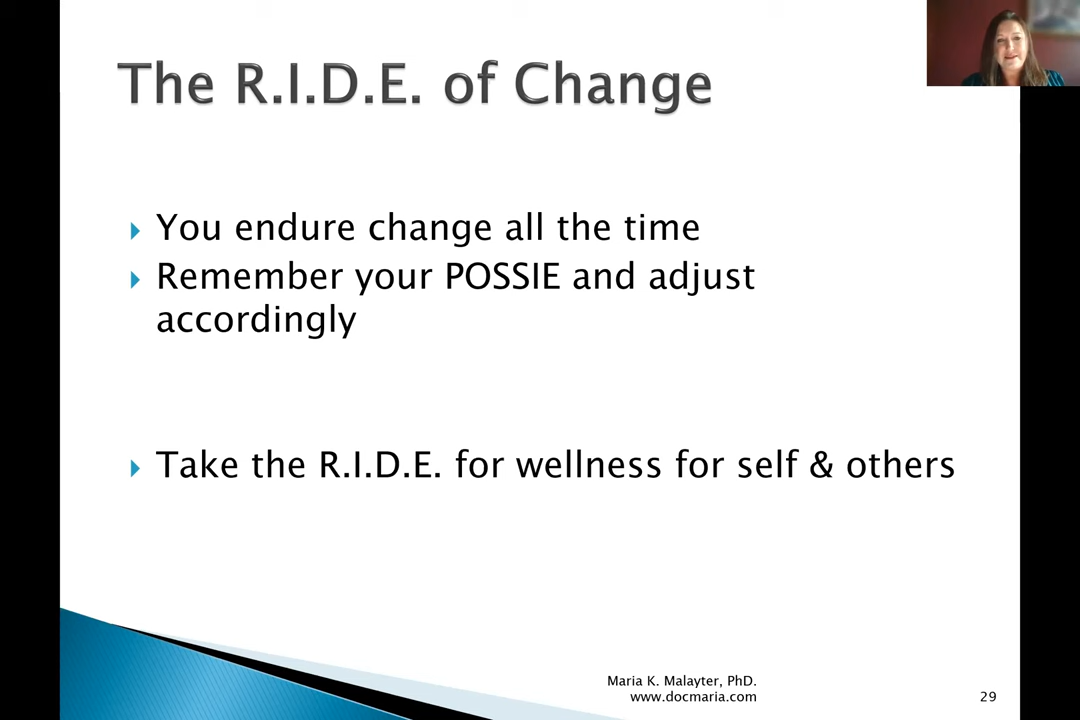 The R.I.D.E. of Change
You endure change all the time
Remember your POSSIE and adjust
accordingly
Take the R.I.D.E. for wellness for self & others
Maria K. Malayter, PhD.
www.docmaria.com
29